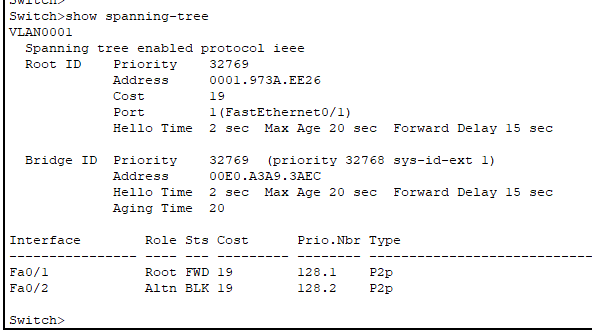 Switch>
Switch>show spanning-tree
VLAN0001
  Spanning tree enabled protocol ieee
  Root ID    Priority    32769
             Address     0001.973A.EE26
             Cost        19
             Port        1(FastEthernet0/1)
             Hello Time  2 sec  Max Age 20 sec  Forward Delay 15 sec

  Bridge ID  Priority    32769  (priority 32768 sys-id-ext 1)
             Address     00E0.A3A9.3AEC
             Hello Time  2 sec  Max Age 20 sec  Forward Delay 15 sec
             Aging Time  20

Interface        Role Sts Cost      Prio.Nbr Type
---------------- ---- --- --------- -------- --------------------------------
Fa0/1            Root FWD 19        128.1    P2p
Fa0/2            Altn BLK 19        128.2    P2p

Switch>